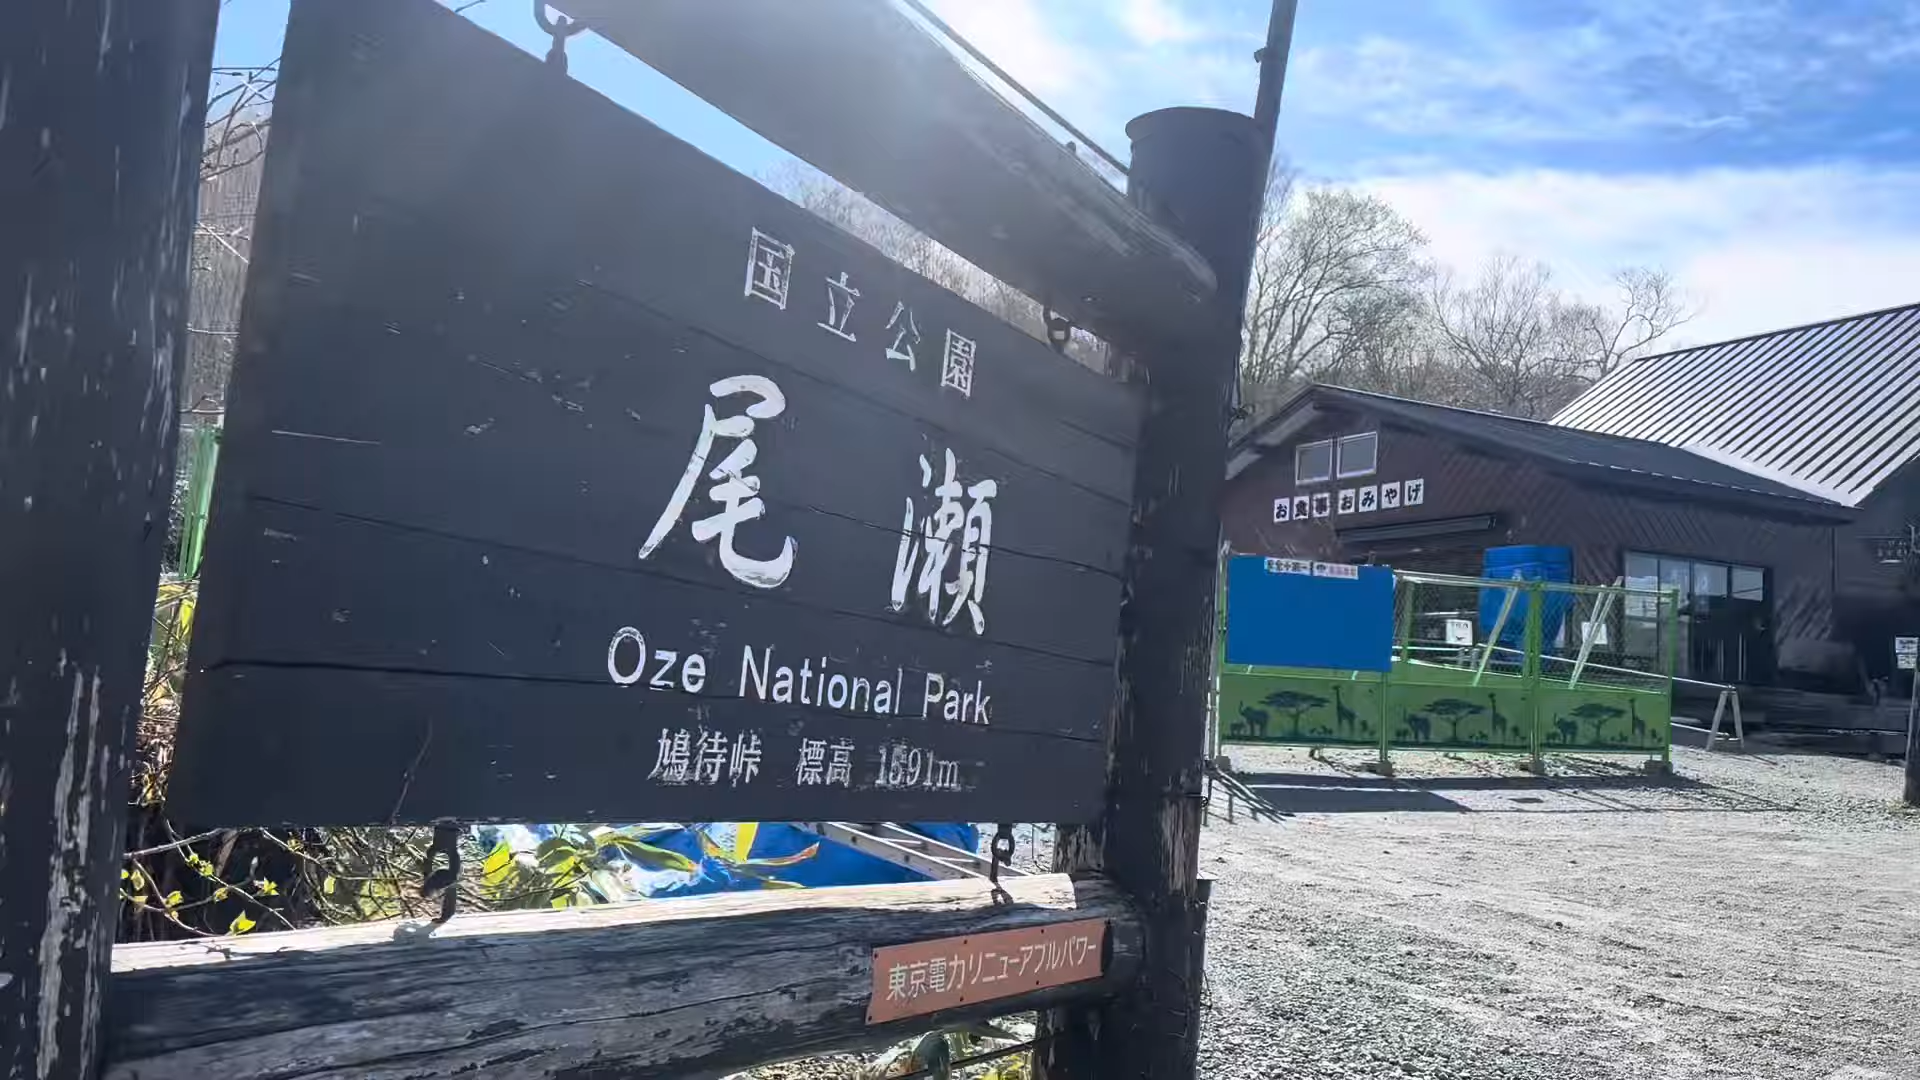 国立公園
尾瀬
Oze National Park
鳩待峠 標高 1591m
東京電力リニューアブルパワー
お食事 おみやげ